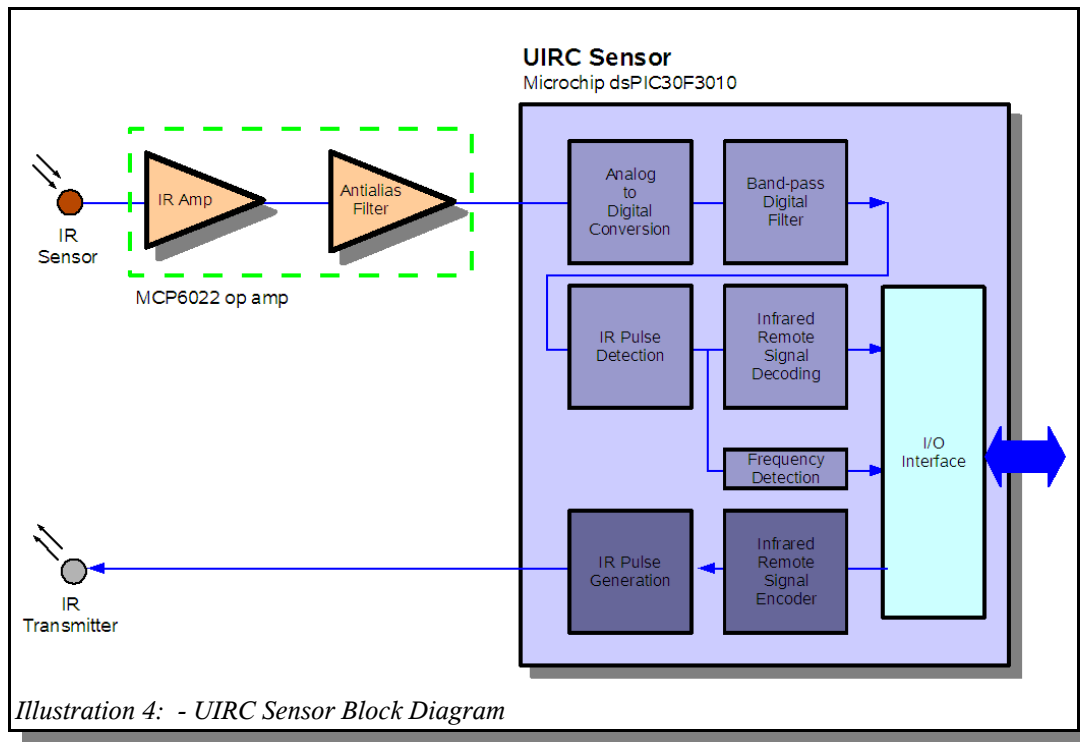 UIRC Sensor
Microchip dsPIC30F3010
IR Amp
Antialias
Filter
Analog
to
Digital
Conversion
Band-pass
Digital
Filter
IR
Sensor
MCP6022 op amp
IR Pulse
Detection
Infrared
Remote
Signal
Decoding
I/O
Interface
Frequency
Detection
IR Pulse
Generation
Infrared
Remote
Signal
Encoder
IR
Transmitter
Illustration 4:  - UIRC Sensor Block Diagram